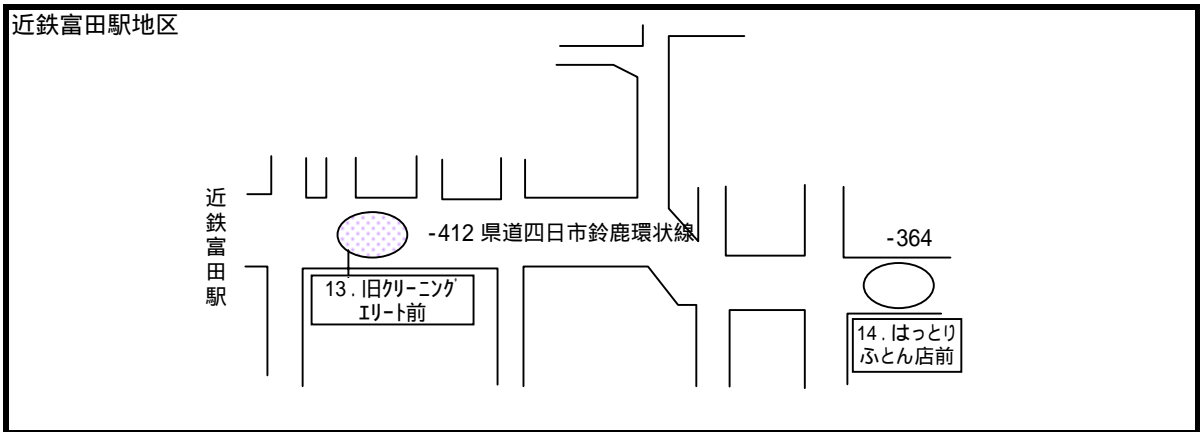 近鉄富田駅地区
近鉄富田駅
-412 県道四日市鈴鹿環状線
-364
13．旧ｸﾘｰﾆﾝｸﾞ
ｴﾘｰﾄ前
14．はっとり
ふとん店前